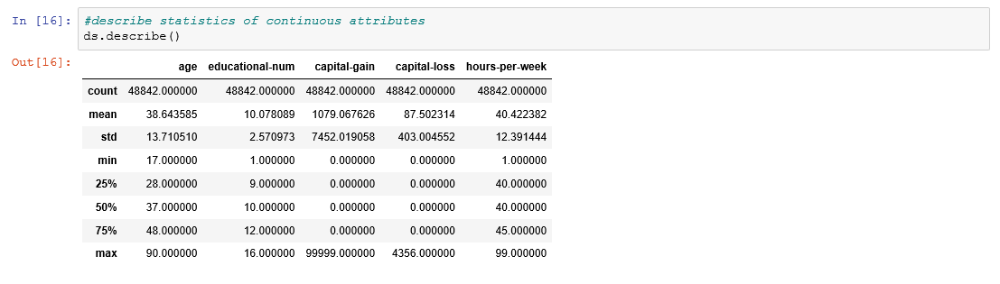 In [16]: #describe statistics of continuous attributes
ds.describe()
Out[16]:
age educational-num capital-gain capital-loss hours-per-week
count 48842.000000 48842.000000 48842.000000 48842.000000 48842.000000
mean 38.643585 10.078089 1079.067626 87.502314 40.422382
std 13.710510 2.570973 7452.019058 403.004552 12.391444
min 17.000000 1.000000 0.000000 0.000000 1.000000
25% 28.000000 9.000000 0.000000 0.000000 40.000000
50% 37.000000 10.000000 0.000000 0.000000 40.000000
75% 48.000000 12.000000 0.000000 0.000000 45.000000
max 90.000000 16.000000 99999.000000 4356.000000 99.000000